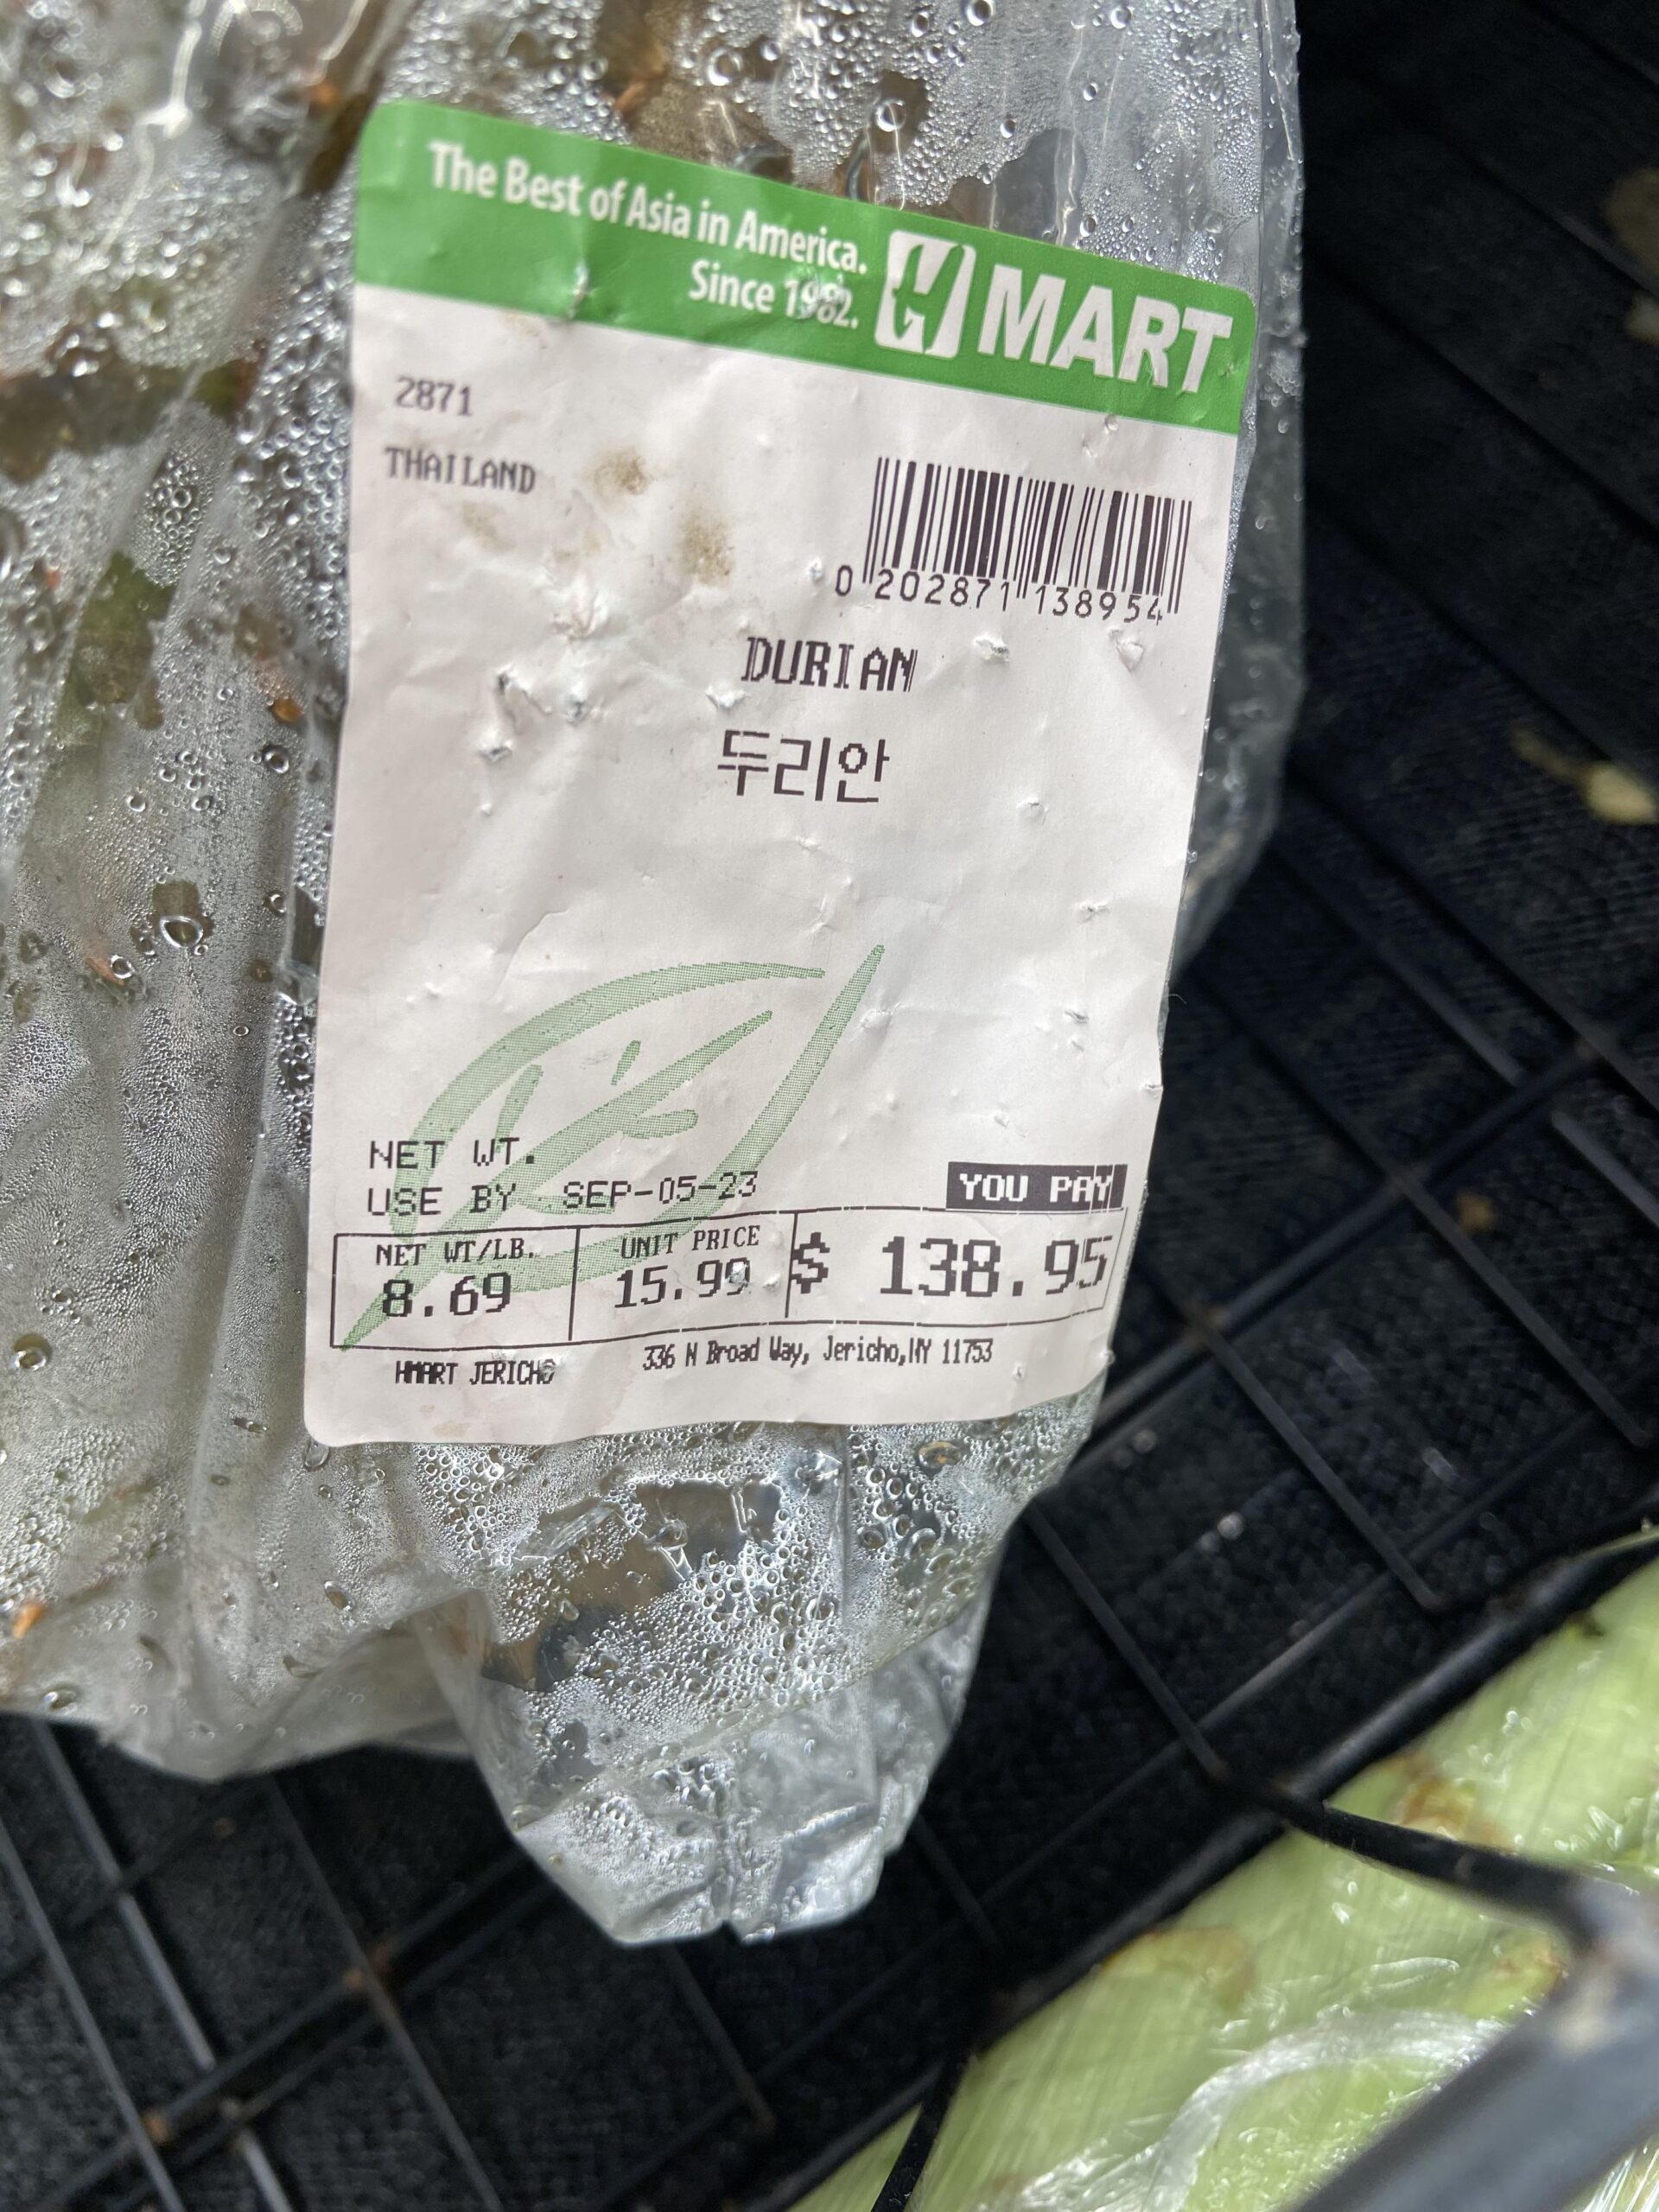 The Best of Asia in America.
Since 1982.
H MART
2871
THAILAND
0 202871 138954
DURIAN
두리안
NET WT.
USE BY SEP-05-23
YOU PAY
NET WT/LB.
UNIT PRICE
8.69
15.99
$ 138.95
HMART JERICHO
336 N Broad Way, Jericho,NY 11753